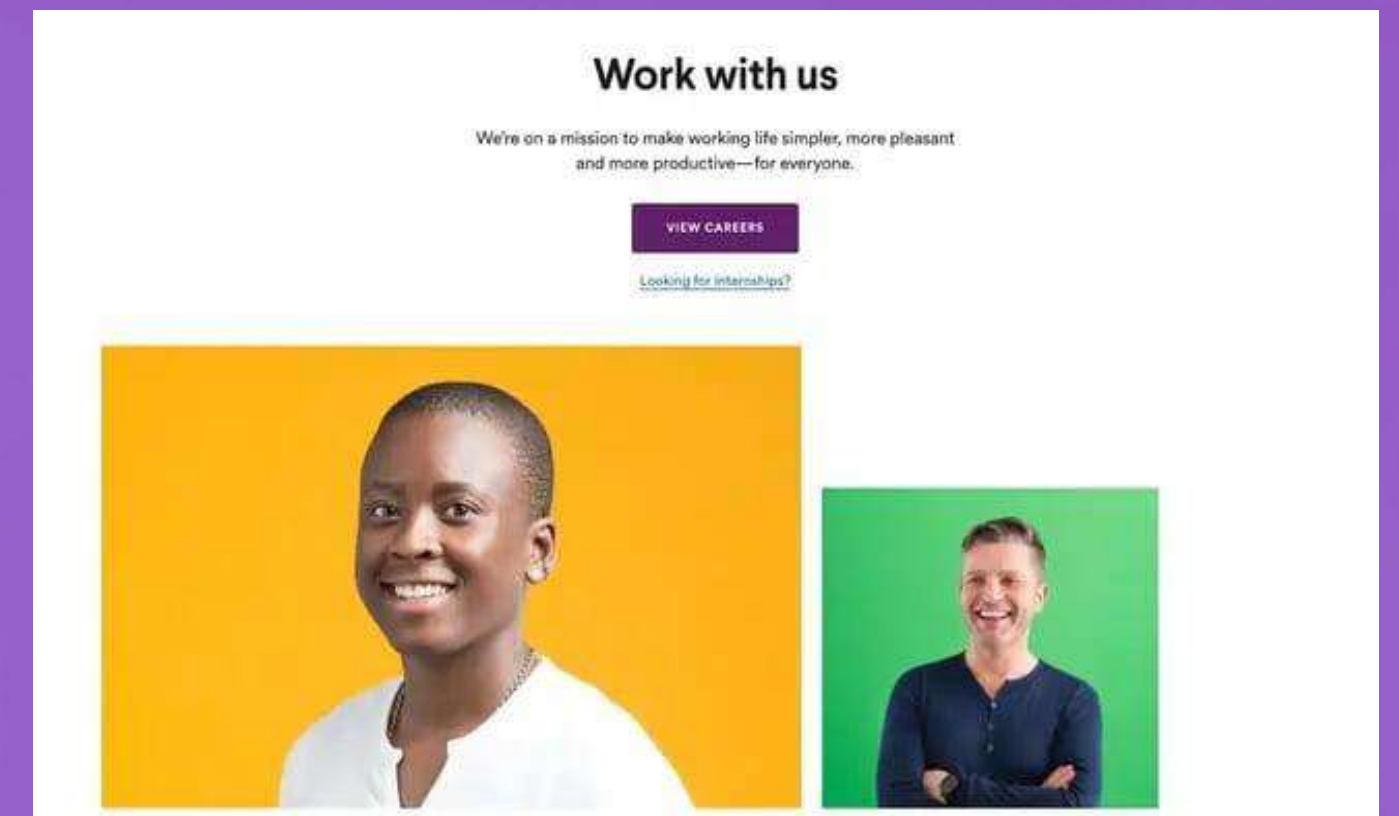 Work with us
We're on a mission to make working life simpler, more pleasant
and more productive—for everyone.
VIEW CAREERS
Looking for internships?